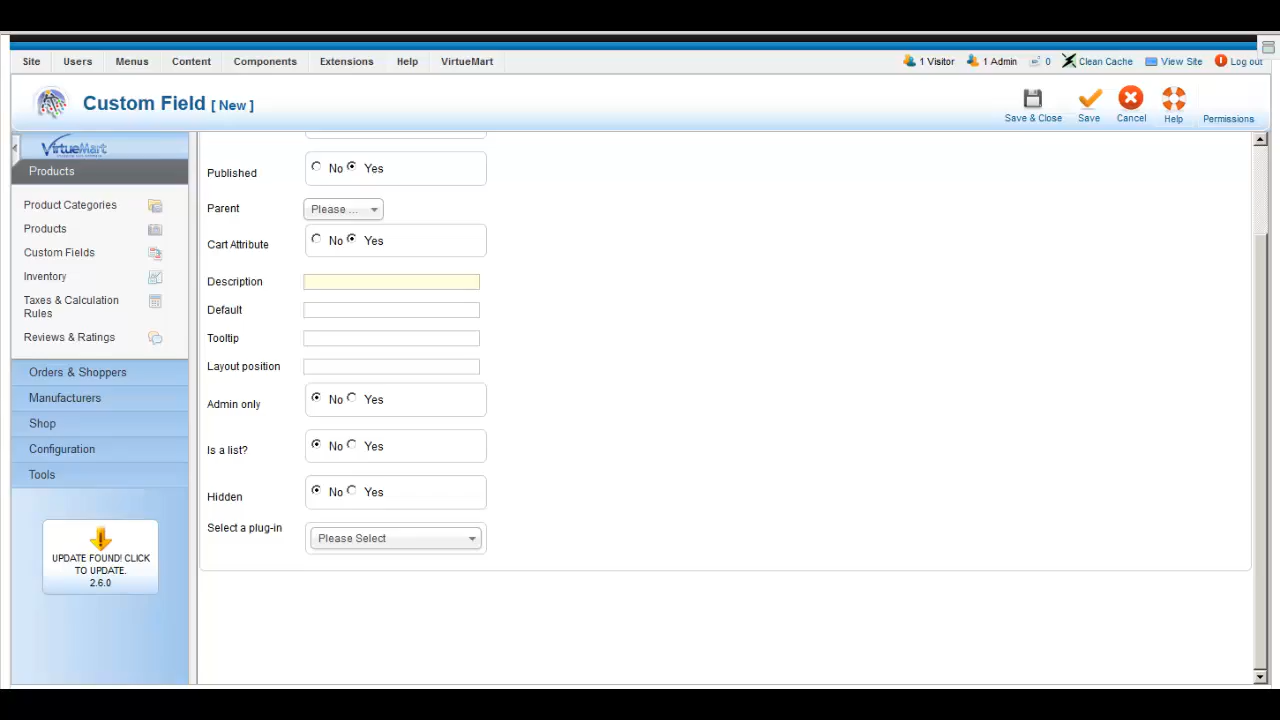 Site Users Menus Content Components Extensions Help VirtueMart 1 Visitor 1 Admin 0 Clean Cache View Site Log out
Custom Field [ New ]
Save & Close Save Cancel Help Permissions
VirtueMart
Products
Product Categories
Products
Custom Fields
Inventory
Taxes & Calculation
Rules
Reviews & Ratings
Orders & Shoppers
Manufacturers
Shop
Configuration
Tools
UPDATE FOUND! CLICK
TO UPDATE.
2.6.0
Published No Yes
Parent Please ...
Cart Attribute No Yes
Description
Default
Tooltip
Layout position
Admin only No Yes
Is a list? No Yes
Hidden No Yes
Select a plug-in Please Select